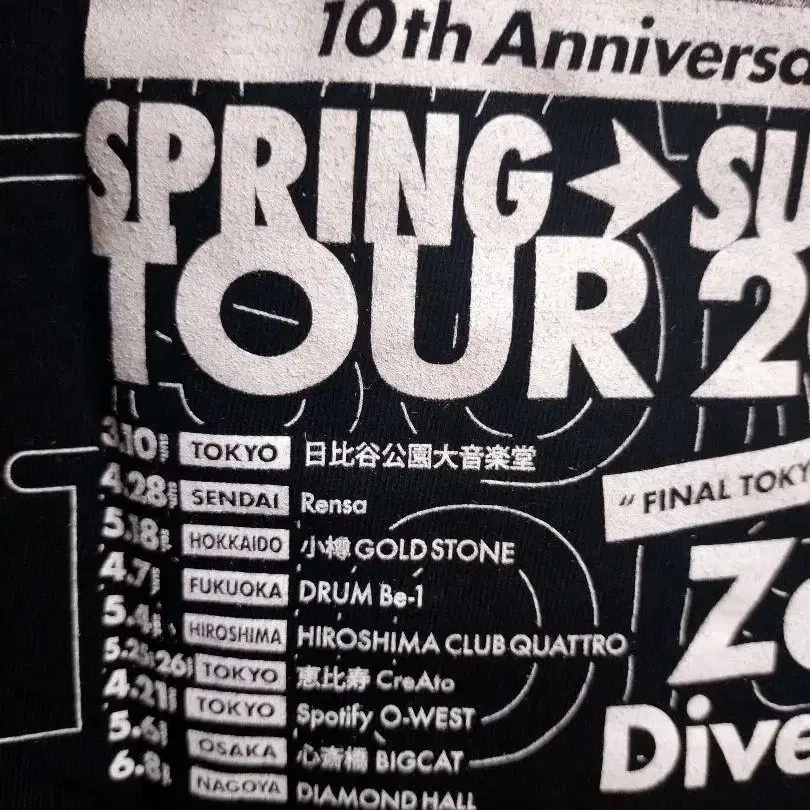 10th Anniversa
SPRING → SU
TOUR 2
3.10 TOKYO 日比谷公園大音楽堂
4.28 SENDAI Rensa
5.18 HOKKAIDO 小樽 GOLD STONE
4.7 FUKUOKA DRUM Be-1
5.4 HIROSHIMA HIROSHIMA CLUB QUATTRO
5.25 26 TOKYO 恵比寿 CreAto
4.21 TOKYO Spotify O-WEST
5.6 OSAKA 心斎橋 BIGCAT
6.8 NAGOYA DIAMOND HALL
"FINAL TOKY
Ze
Dive